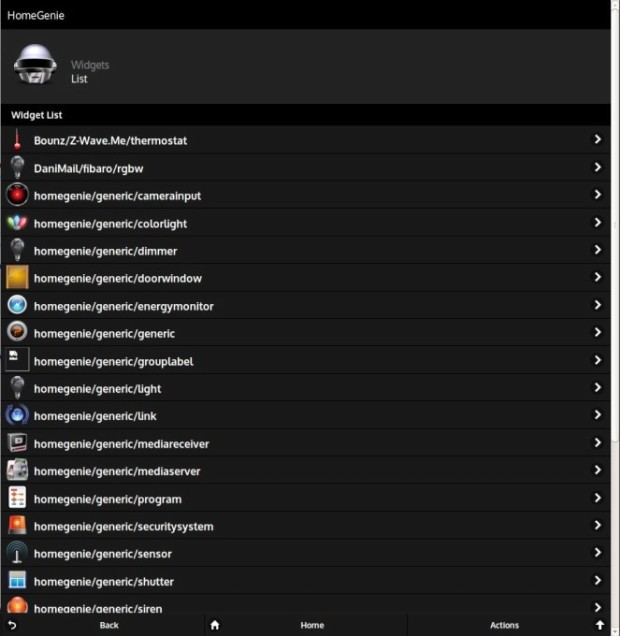 HomeGenie
Widgets
List
Widget List
Bounz/Z-Wave.Me/thermostat
DaniMail/fibaro/rgbw
homegenie/generic/camerainput
homegenie/generic/colorlight
homegenie/generic/dimmer
homegenie/generic/doorwindow
homegenie/generic/energymonitor
homegenie/generic/generic
homegenie/generic/grouplabel
homegenie/generic/light
homegenie/generic/link
homegenie/generic/mediareceiver
homegenie/generic/mediaserver
homegenie/generic/program
homegenie/generic/securitysystem
homegenie/generic/sensor
homegenie/generic/shutter
homegenie/generic/siren
Back Home Actions